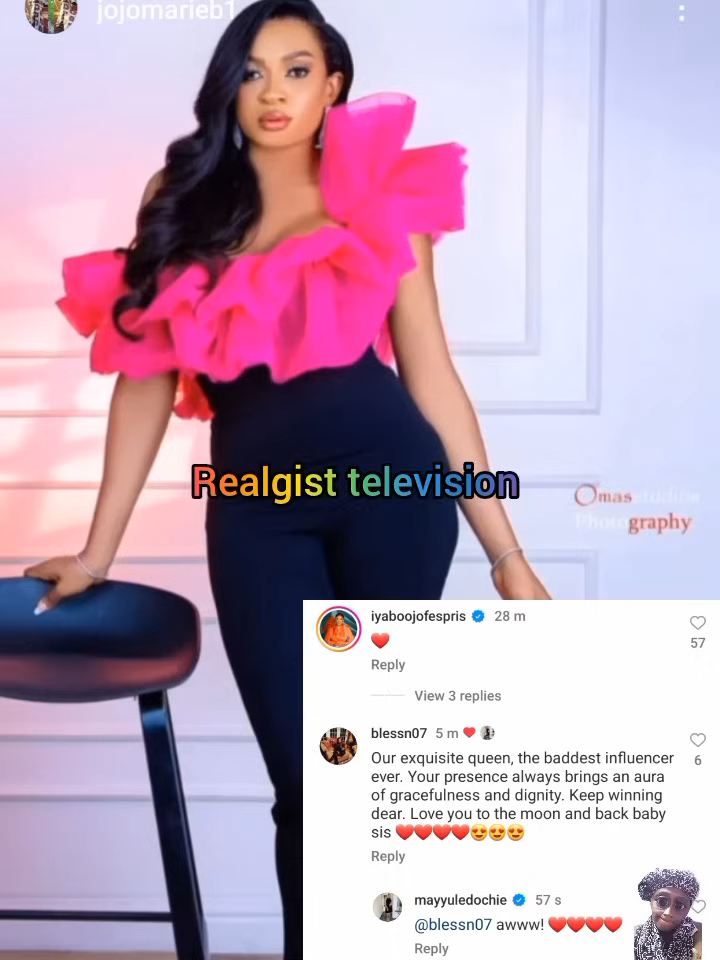 jojomarieb1
Realgist television
Omas studios
Photography
iyaboojofespris 28 m
57
Reply
View 3 replies
blessn07 5 m
6
Our exquisite queen, the baddest influencer
ever. Your presence always brings an aura
of gracefulness and dignity. Keep winning
dear. Love you to the moon and back baby
sis ❤️❤️❤️❤️😍😍😍
Reply
mayyuledochie 57 s
@blessn07 awww! ❤️❤️❤️❤️
Reply